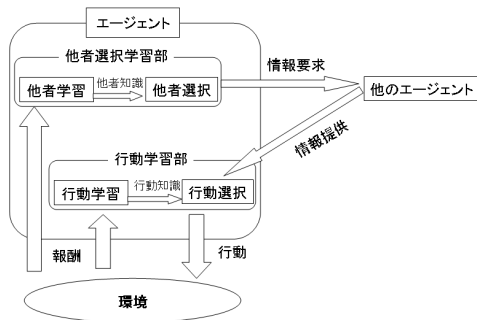 エージェント
他者選択学習部
他者学習
他者知識
他者選択
情報要求
他のエージェント
情報提供
行動学習部
行動学習
行動知識
行動選択
報酬
行動
環境